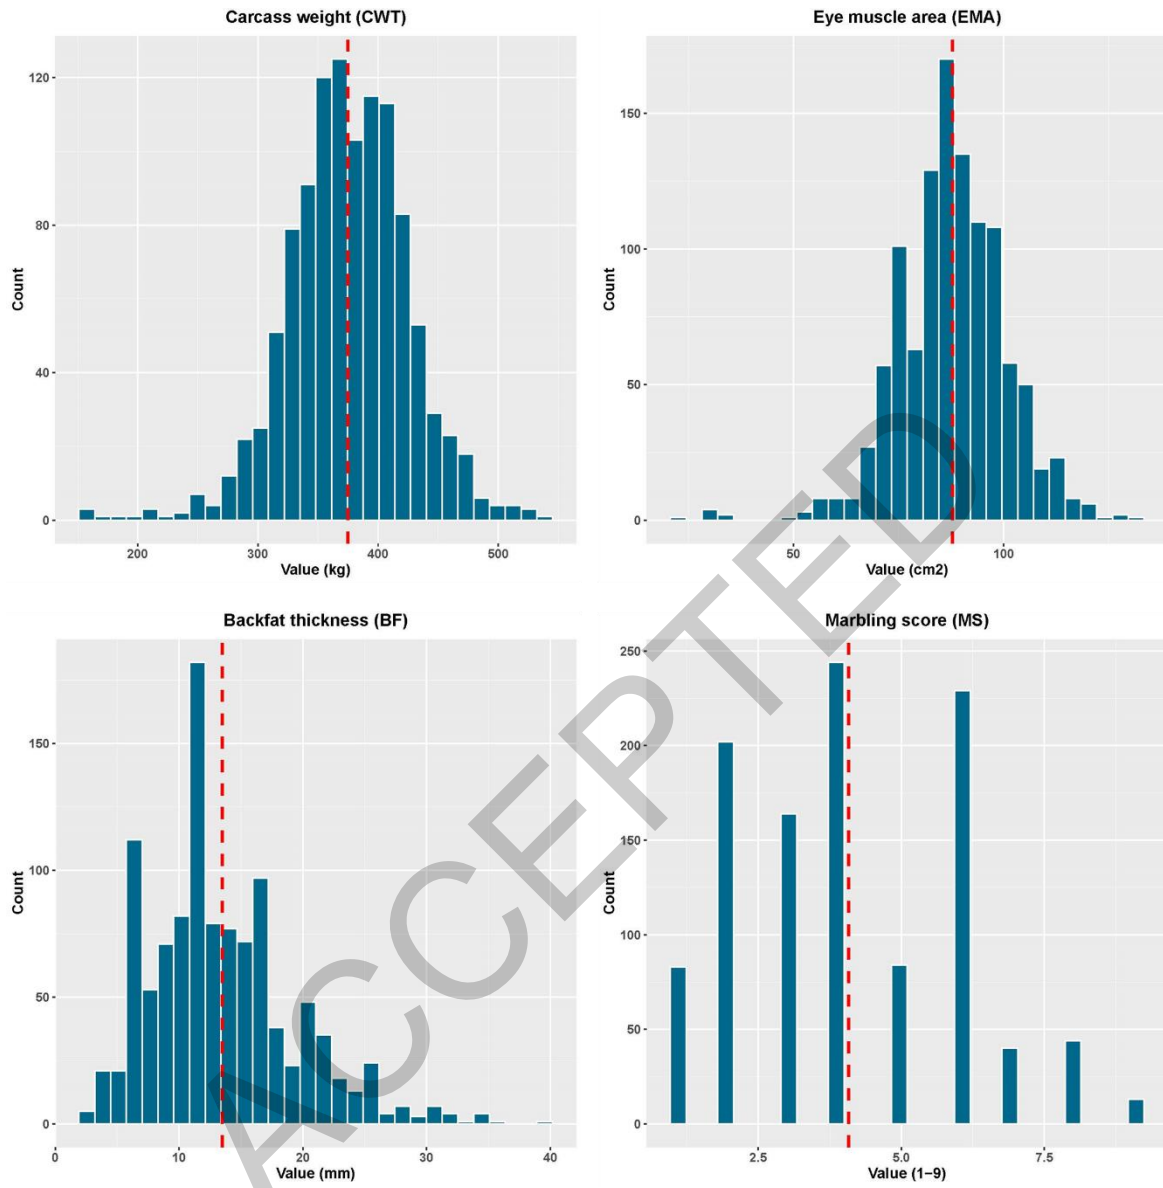 Carcass weight (CWT)
120
80
40
0
Count
200 300 400 500
Value (kg)
Eye muscle area (EMA)
150
100
50
0
Count
50 100
Value (cm2)
Backfat thickness (BF)
150
100
50
0
Count
0 10 20 30 40
Value (mm)
Marbling score (MS)
250
200
150
100
50
0
Count
2.5 5.0 7.5
Value (1−9)
ACCEPTED